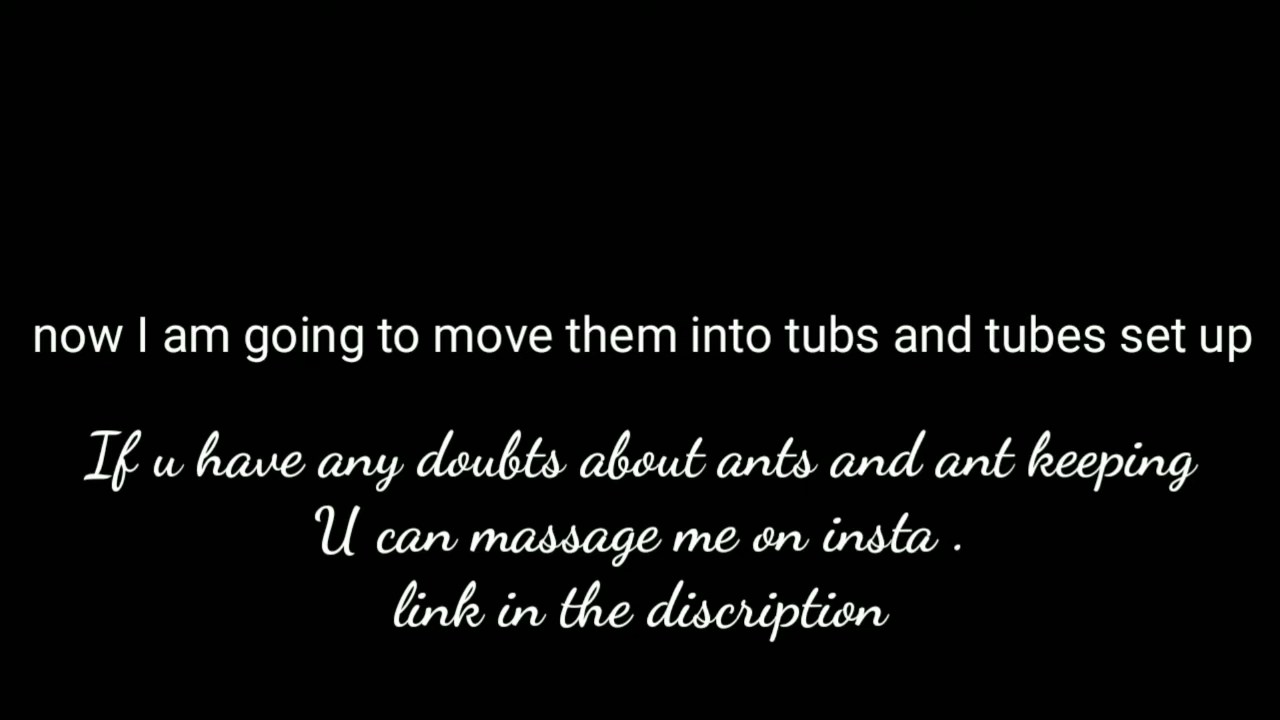 now I am going to move them into tubs and tubes set up
If u have any doubts about ants and ant keeping
U can massage me on insta .
link in the discription